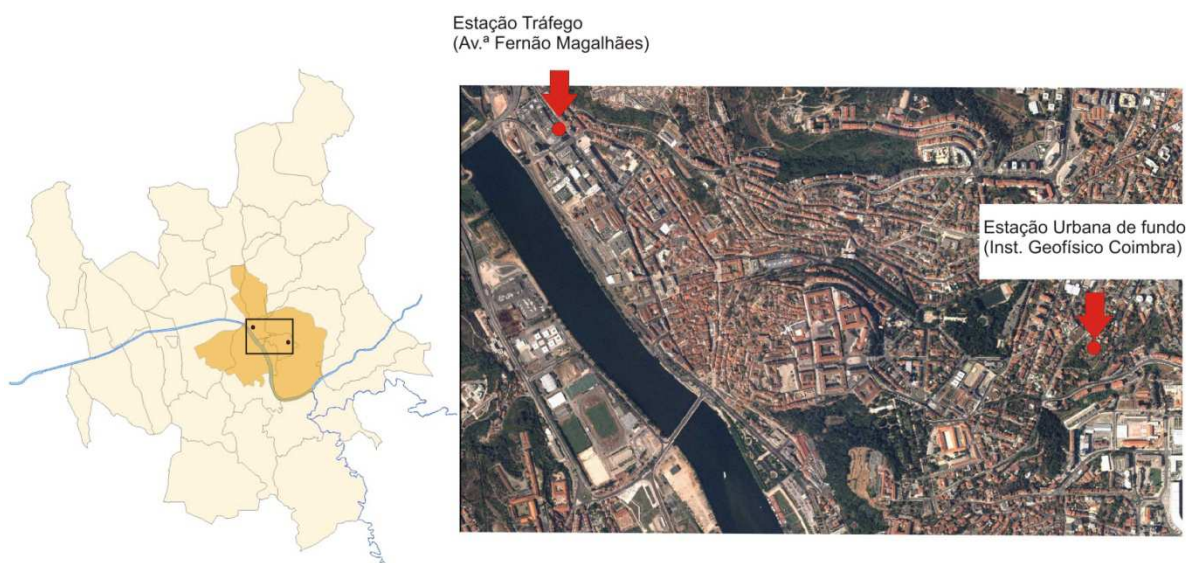 Estação Tráfego
(Av.ª Fernão Magalhães)
Estação Urbana de fundo
(Inst. Geofísico Coimbra)